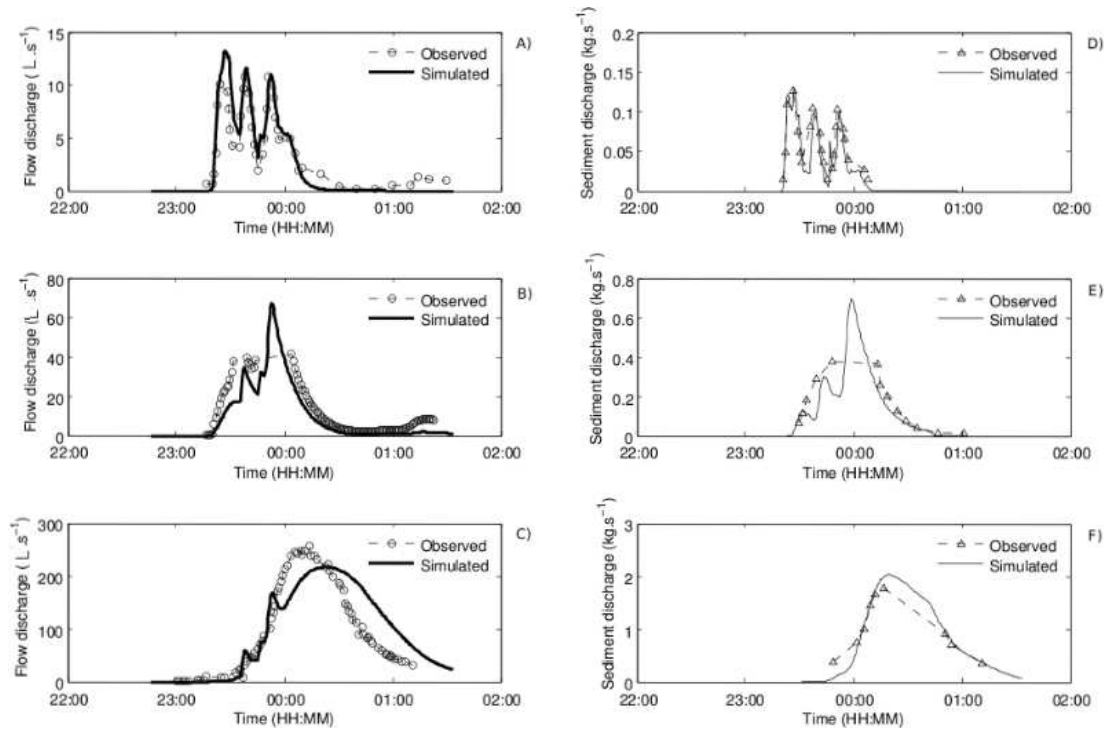 Flow discharge ( L .s⁻¹)
15
10
5
0
A)
Observed
Simulated
22:00 23:00 00:00 01:00 02:00
Time (HH:MM)
Sediment discharge (kg.s⁻¹)
0.2
0.15
0.1
0.05
0
D)
Observed
Simulated
22:00 23:00 00:00 01:00 02:00
Time (HH:MM)
Flow discharge (L .s⁻¹)
80
60
40
20
0
B)
Observed
Simulated
22:00 23:00 00:00 01:00 02:00
Time (HH:MM)
Sediment discharge (kg.s⁻¹)
0.8
0.6
0.4
0.2
0
E)
Observed
Simulated
22:00 23:00 00:00 01:00 02:00
Time (HH:MM)
Flow discharge ( L .s⁻¹)
300
200
100
0
C)
Observed
Simulated
22:00 23:00 00:00 01:00 02:00
Time (HH:MM)
Sediment discharge (kg.s⁻¹)
3
2
1
0
F)
Observed
Simulated
22:00 23:00 00:00 01:00 02:00
Time (HH:MM)